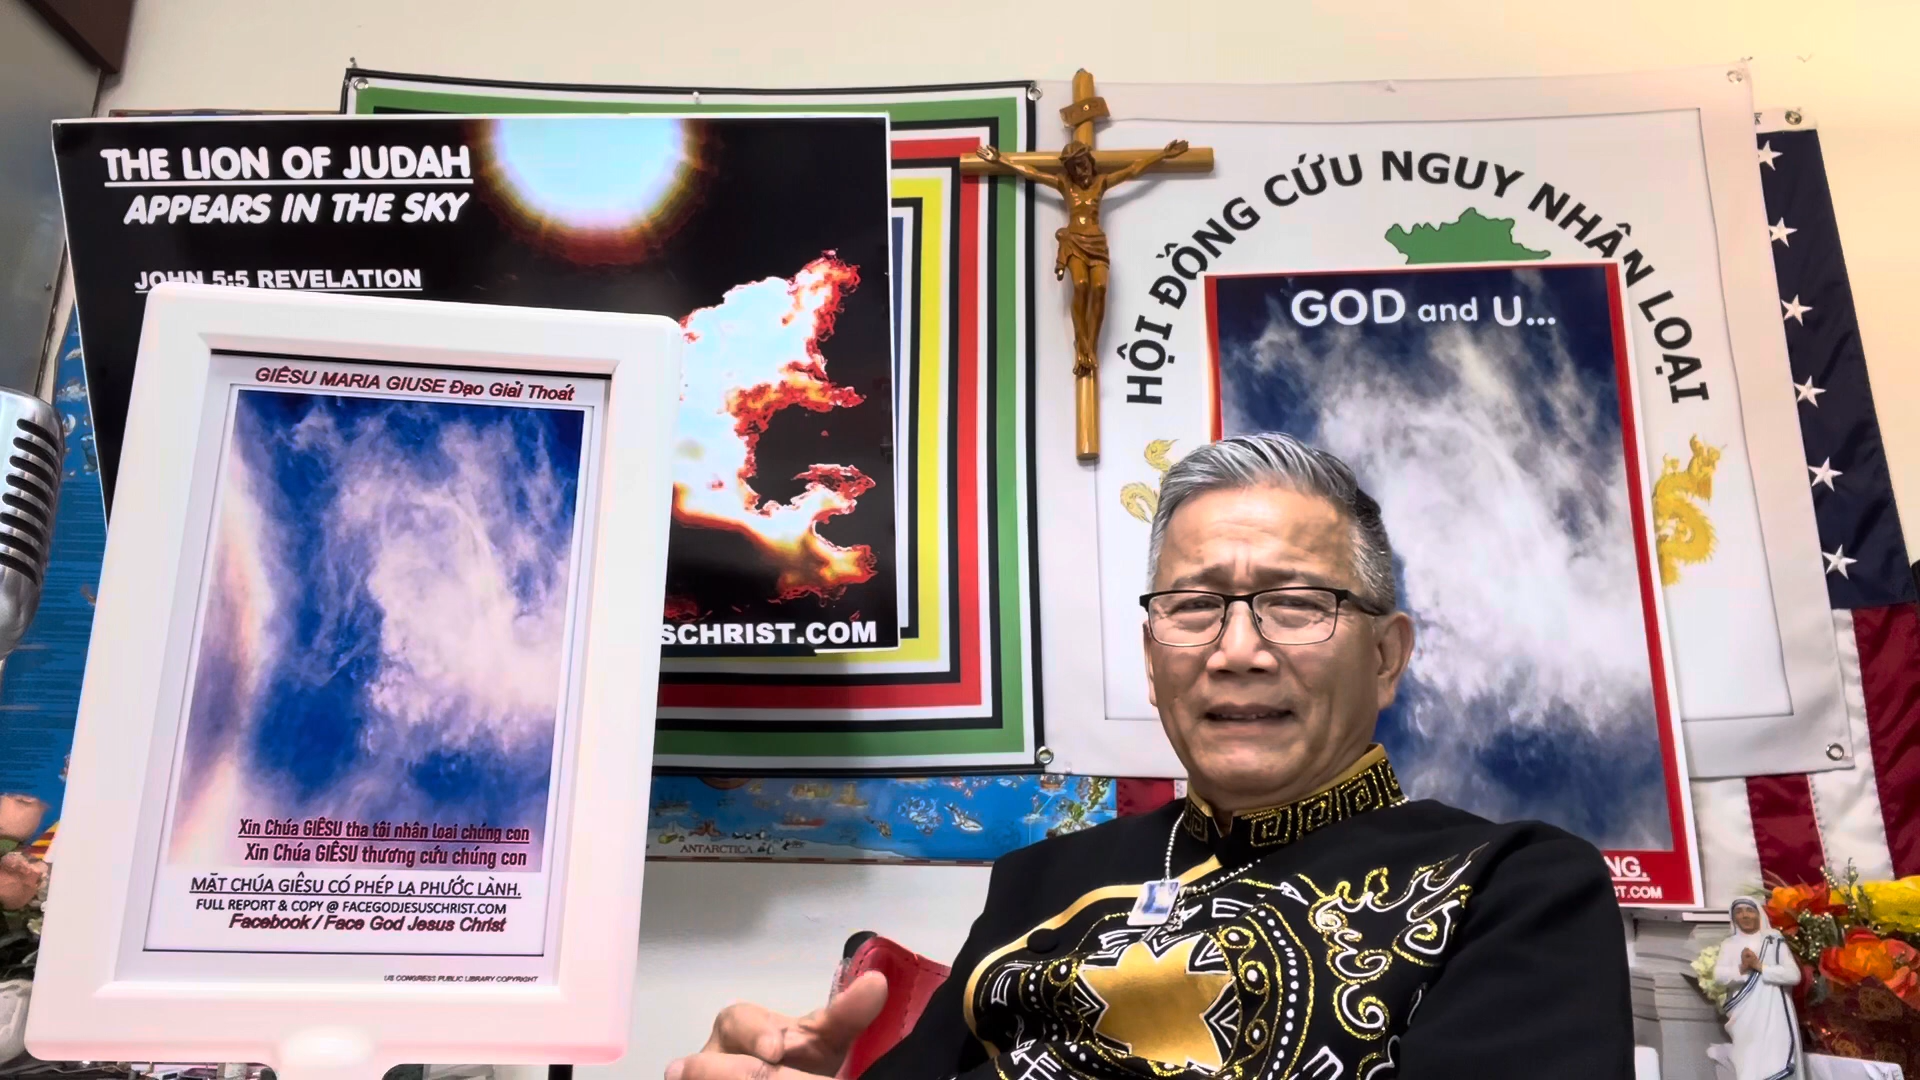 THE LION OF JUDAH
APPEARS IN THE SKY
JOHN 5:5 REVELATION
SCHRIST.COM
GIÊSU MARIA GIUSE Đạo Giải Thoát
Xin Chúa GIÊSU tha tôi nhân loai chúng con
Xin Chúa GIÊSU thương cứu chúng con
MẶT CHÚA GIÊSU CÓ PHÉP LẠ PHƯỚC LÀNH.
FULL REPORT & COPY @ FACEGODJESUSCHRIST.COM
Facebook / Face God Jesus Christ
US CONGRESS PUBLIC LIBRARY COPYRIGHT
HỘI ĐỒNG CỨU NGUY NHÂN LOẠI
GOD and U...
NG.
ST.COM
ANTARCTICA